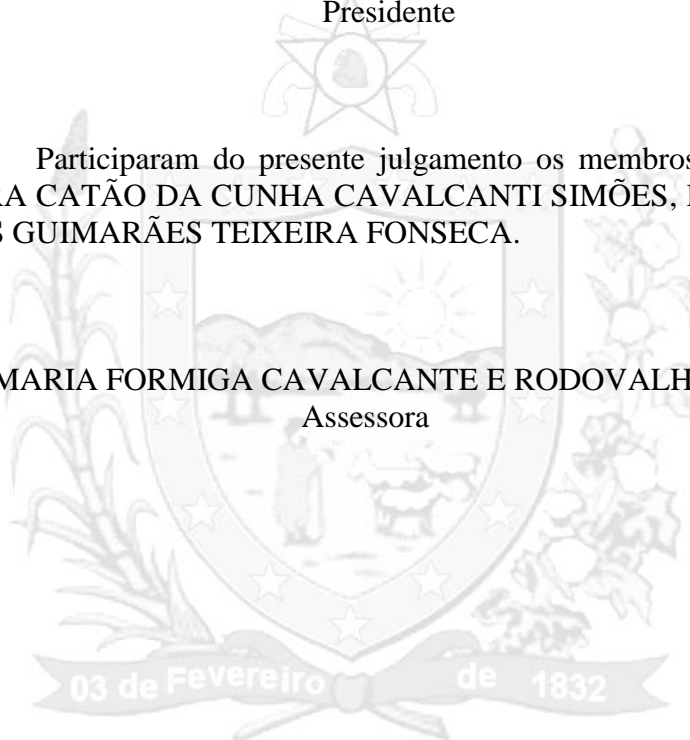 Presidente
Participaram do presente julgamento os membros
RA CATÃO DA CUNHA CAVALCANTI SIMÕES,
S GUIMARÃES TEIXEIRA FONSECA.
MARIA FORMIGA CAVALCANTE E RODOVALH
Assessora
03 de Fevereiro de 1832